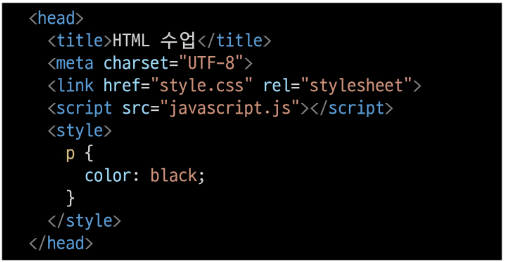 <head>
<title>HTML 수업</title>
<meta charset="UTF-8">
<link href="style.css" rel="stylesheet">
<script src="javascript.js"></script>
<style>
p {
color: black;
}
</style>
</head>